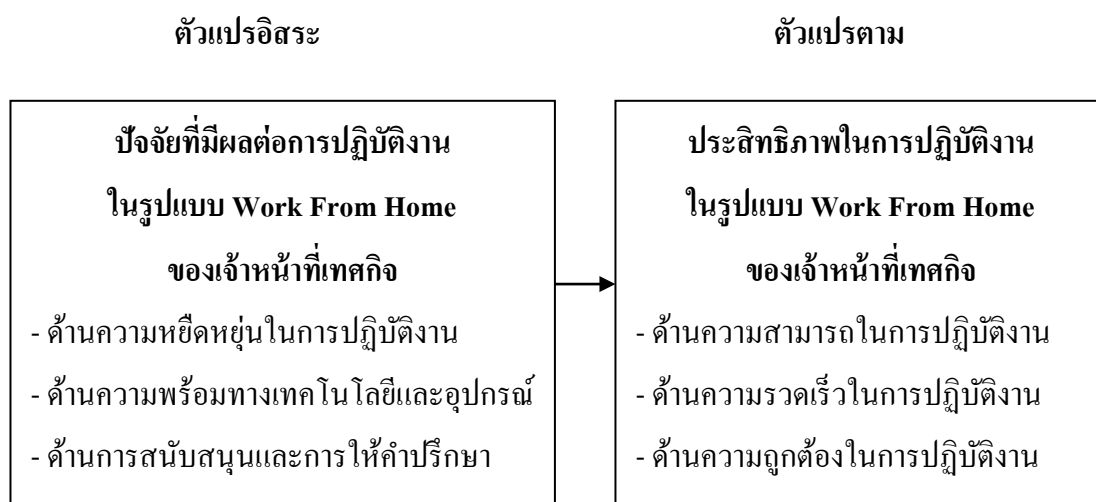 ตัวแปรอิสระ
ตัวแปรตาม
ปัจจัยที่มีผลต่อการปฏิบัติงาน
ในรูปแบบ Work From Home
ของเจ้าหน้าที่เทศกิจ
- ด้านความหยืดหยุ่นในการปฏิบัติงาน
- ด้านความพร้อมทางเทคโนโลยีและอุปกรณ์
- ด้านการสนับสนุนและการให้คำปรึกษา
ประสิทธิภาพในการปฏิบัติงาน
ในรูปแบบ Work From Home
ของเจ้าหน้าที่เทศกิจ
- ด้านความสามารถในการปฏิบัติงาน
- ด้านความรวดเร็วในการปฏิบัติงาน
- ด้านความถูกต้องในการปฏิบัติงาน